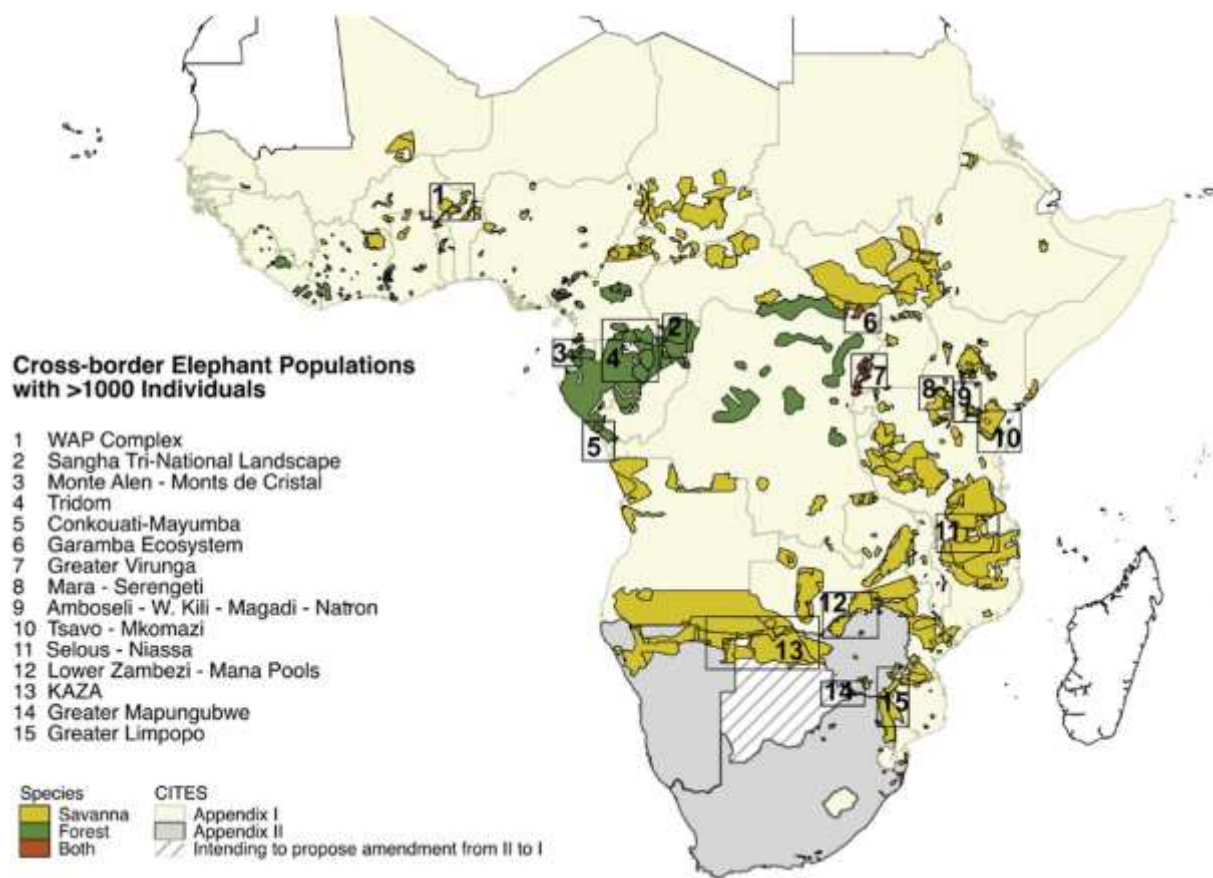 1
2
3
4
5
6
7
8
9
10
11
12
13
14
15
Cross-border Elephant Populations
with >1000 Individuals
1 WAP Complex
2 Sangha Tri-National Landscape
3 Monte Alen - Monts de Cristal
4 Tridom
5 Conkouati-Mayumba
6 Garamba Ecosystem
7 Greater Virunga
8 Mara - Serengeti
9 Amboseli - W. Kili - Magadi - Natron
10 Tsavo - Mkomazi
11 Selous - Niassa
12 Lower Zambezi - Mana Pools
13 KAZA
14 Greater Mapungubwe
15 Greater Limpopo
Species
Savanna
Forest
Both
CITES
Appendix I
Appendix II
Intending to propose amendment from II to I